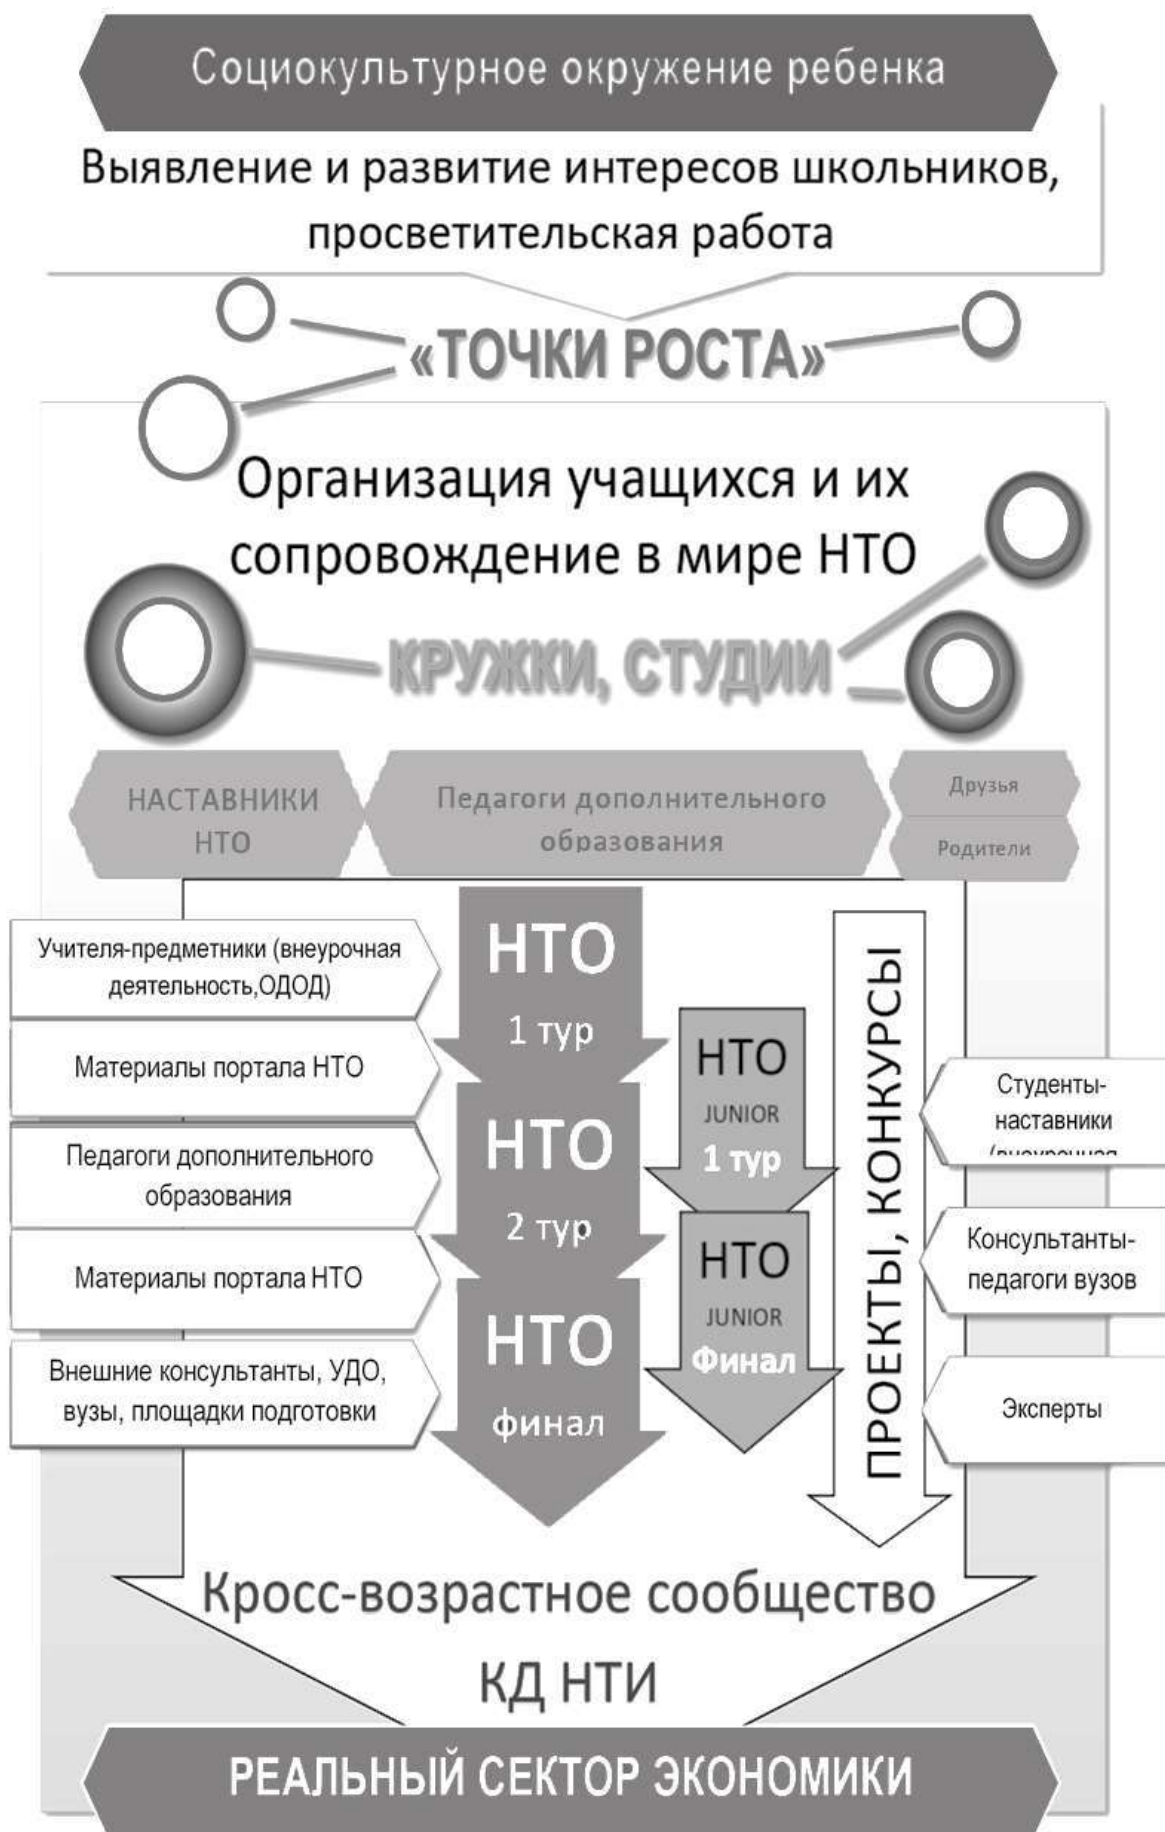 Социокультурное окружение ребенка
Выявление и развитие интересов школьников,
просветительская работа
«ТОЧКИ РОСТА»
Организация учащихся и их
сопровождение в мире НТО
КРУЖКИ, СТУДИИ
НАСТАВНИКИ
НТО
Педагоги дополнительного
образования
Друзья
Родители
Учителя-предметники (внеурочная
деятельность,ОДОД)
Материалы портала НТО
Педагоги дополнительного
образования
Материалы портала НТО
Внешние консультанты, УДО,
вузы, площадки подготовки
НТО
1 тур
НТО
2 тур
НТО
финал
НТО
JUNIOR
1 тур
НТО
JUNIOR
Финал
ПРОЕКТЫ, КОНКУРСЫ
Студенты-
наставники
Консультанты-
педагоги вузов
Эксперты
Кросс-возрастное сообщество
КД НТИ
РЕАЛЬНЫЙ СЕКТОР ЭКОНОМИКИ